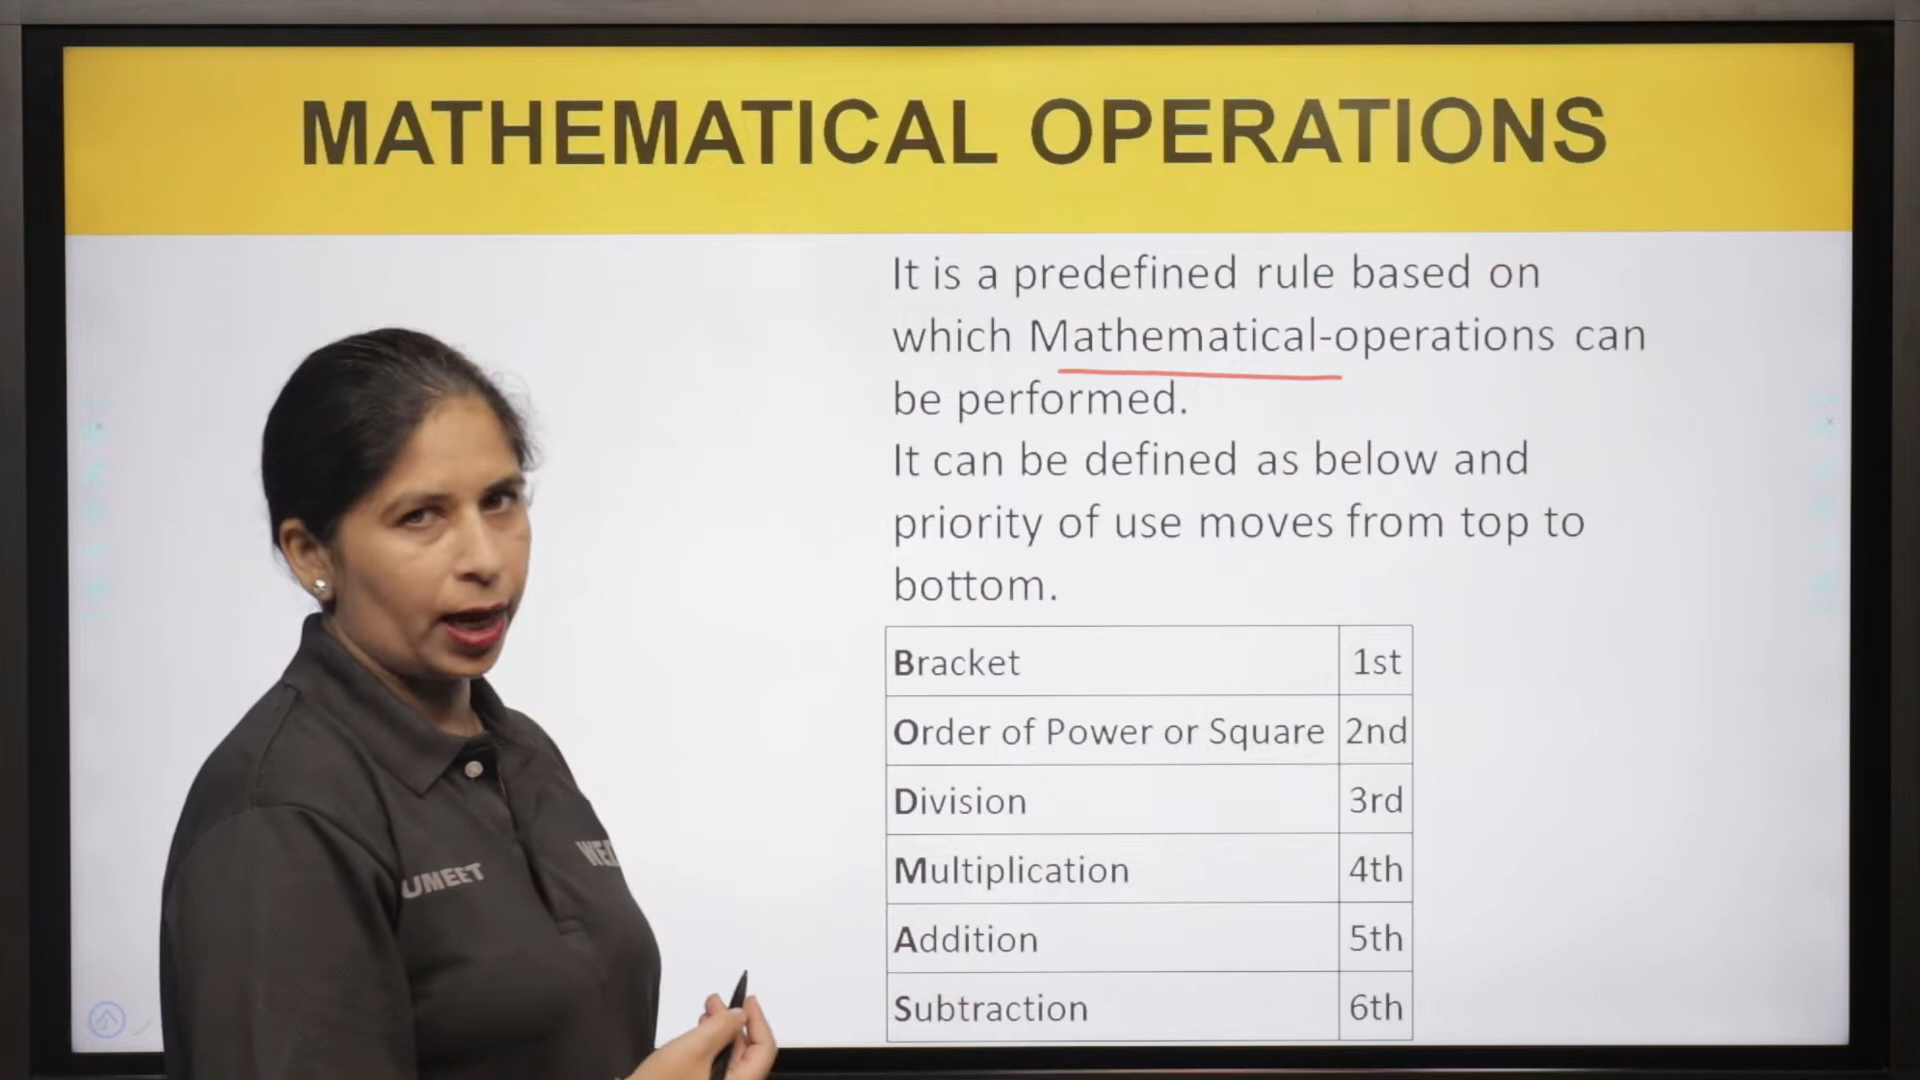 MATHEMATICAL OPERATIONS
It is a predefined rule based on
which Mathematical-operations can
be performed.
It can be defined as below and
priority of use moves from top to
bottom.
Bracket 1st
Order of Power or Square 2nd
Division 3rd
Multiplication 4th
Addition 5th
Subtraction 6th
UMEET
WE